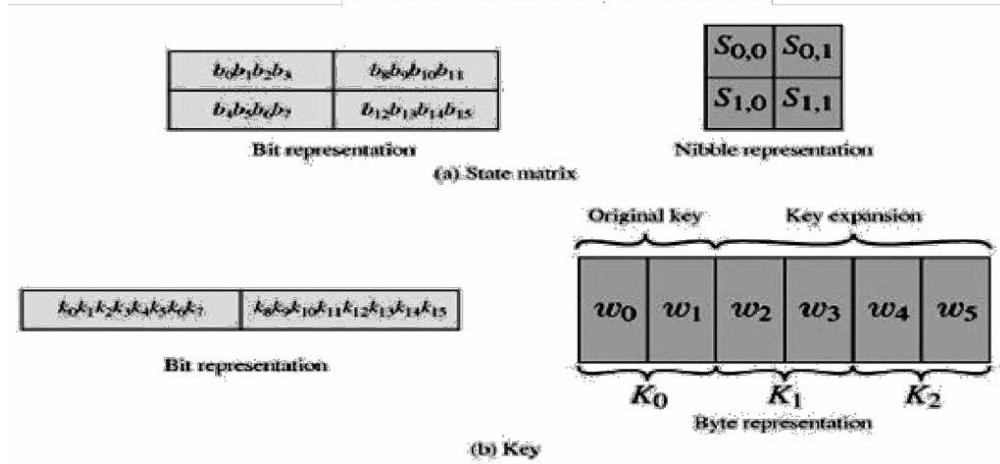 b₀b₁b₂b₃ b₈b₉b₁₀b₁₁ S₀,₀ S₀,₁
b₄b₅b₆b₇ b₁₂b₁₃b₁₄b₁₅ S₁,₀ S₁,₁
Bit representation Nibble representation
(a) State matrix
Original key Key expansion
k₀k₁k₂k₃k₄k₅k₆k₇ k₈k₉k₁₀k₁₁k₁₂k₁₃k₁₄k₁₅ w₀ w₁ w₂ w₃ w₄ w₅
Bit representation
K₀ K₁ K₂
Byte representation
(b) Key